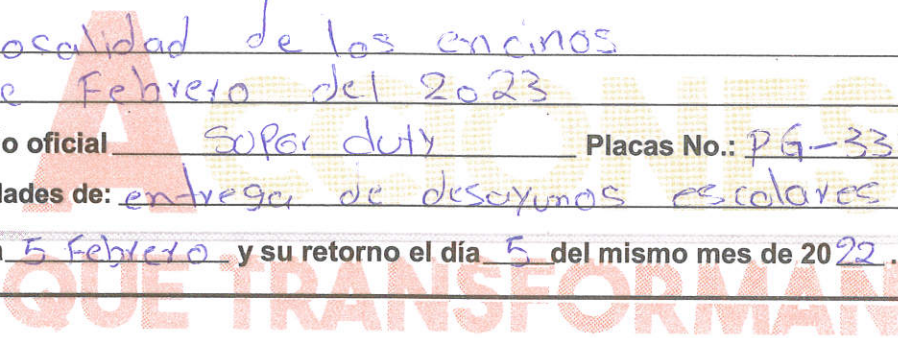 ocalidad de los encinos
e Febrero del 2023
o oficial Super duty Placas No.: PG-33
dades de: entrega de desayunos escolares
5 Febrero y su retorno el día 5 del mismo mes de 2022.
ACCIONES
QUE TRANSFORMAN